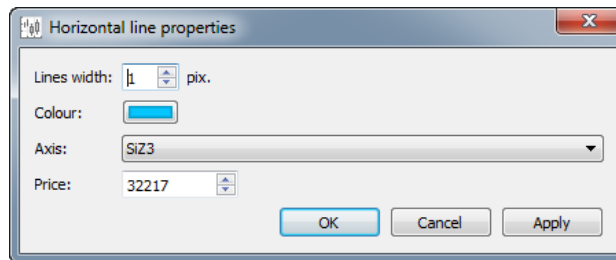 Horizontal line properties
Lines width: 1 pix.
Colour:
Axis: SiZ3
Price: 32217
OK Cancel Apply